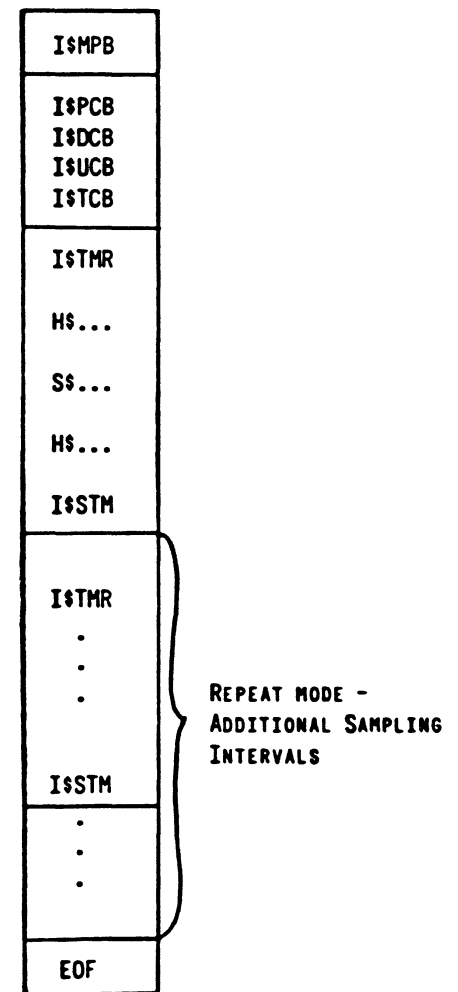 I$MPB
I$PCB
I$DCB
I$UCB
I$TCB
I$TMR
H$...
S$...
H$...
I$STM
I$TMR
.
.
.
REPEAT MODE -
ADDITIONAL SAMPLING
INTERVALS
I$STM
.
.
.
EOF